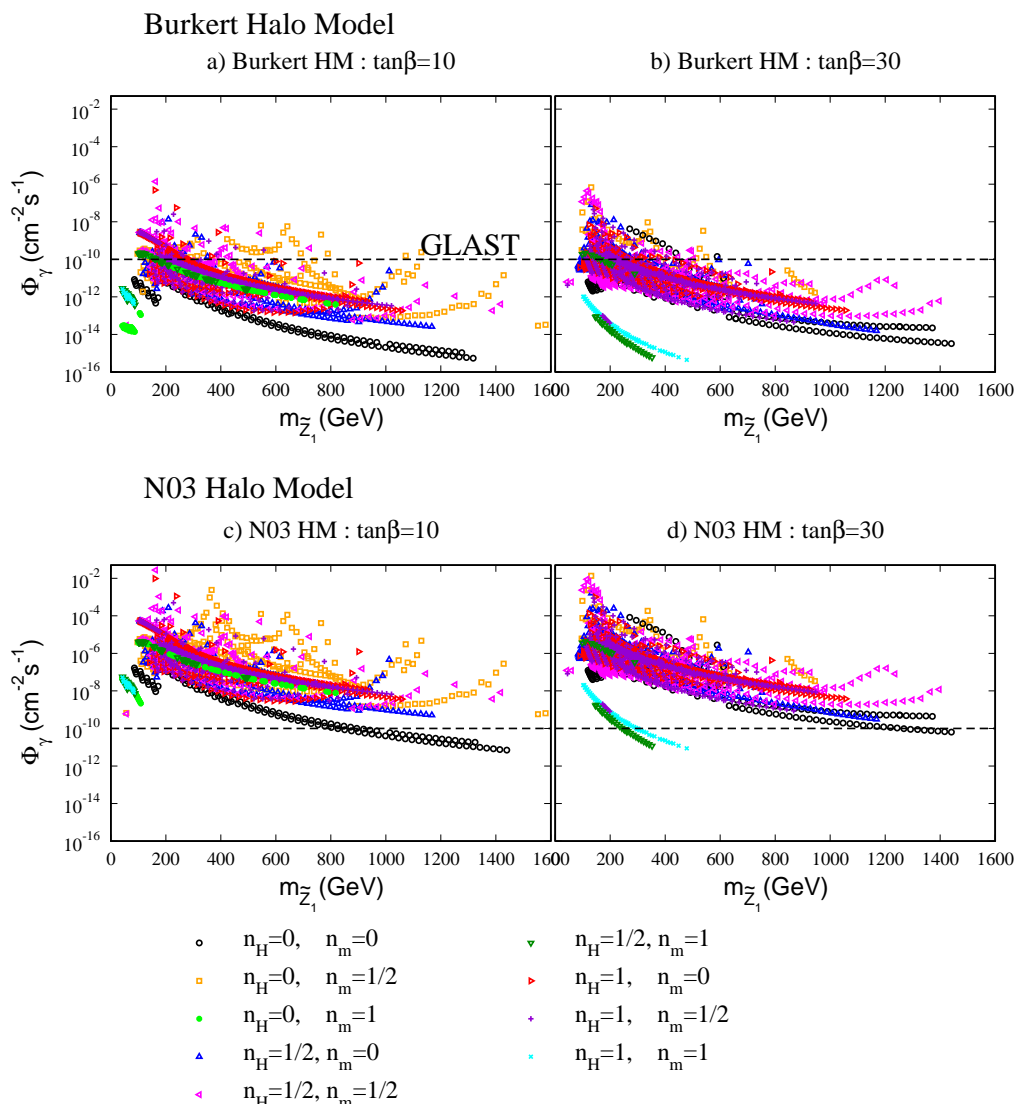 Burkert Halo Model
a) Burkert HM : tanβ=10
b) Burkert HM : tanβ=30
Φγ (cm⁻²s⁻¹)
10⁻²
10⁻⁴
10⁻⁶
10⁻⁸
10⁻¹⁰
10⁻¹²
10⁻¹⁴
10⁻¹⁶
GLAST
0 200 400 600 800 1000 1200 1400 1600
200 400 600 800 1000 1200 1400 1600
m_Z̃₁ (GeV)
m_Z̃₁ (GeV)
N03 Halo Model
c) N03 HM : tanβ=10
d) N03 HM : tanβ=30
Φγ (cm⁻²s⁻¹)
10⁻²
10⁻⁴
10⁻⁶
10⁻⁸
10⁻¹⁰
10⁻¹²
10⁻¹⁴
10⁻¹⁶
0 200 400 600 800 1000 1200 1400
200 400 600 800 1000 1200 1400 1600
m_Z̃₁ (GeV)
m_Z̃₁ (GeV)
n_H=0, n_m=0
n_H=0, n_m=1/2
n_H=0, n_m=1
n_H=1/2, n_m=0
n_H=1/2, n_m=1/2
n_H=1/2, n_m=1
n_H=1, n_m=0
n_H=1, n_m=1/2
n_H=1, n_m=1